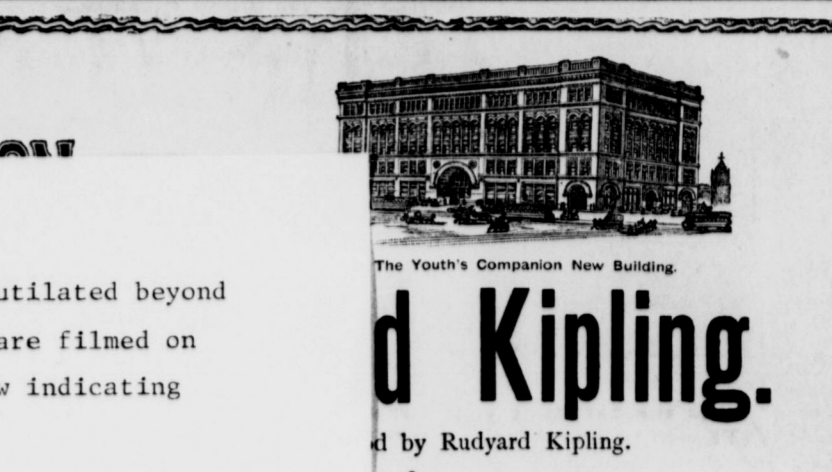 The Youth's Companion New Building.
d Kipling.
d by Rudyard Kipling.
utilated beyond
are filmed on
w indicating